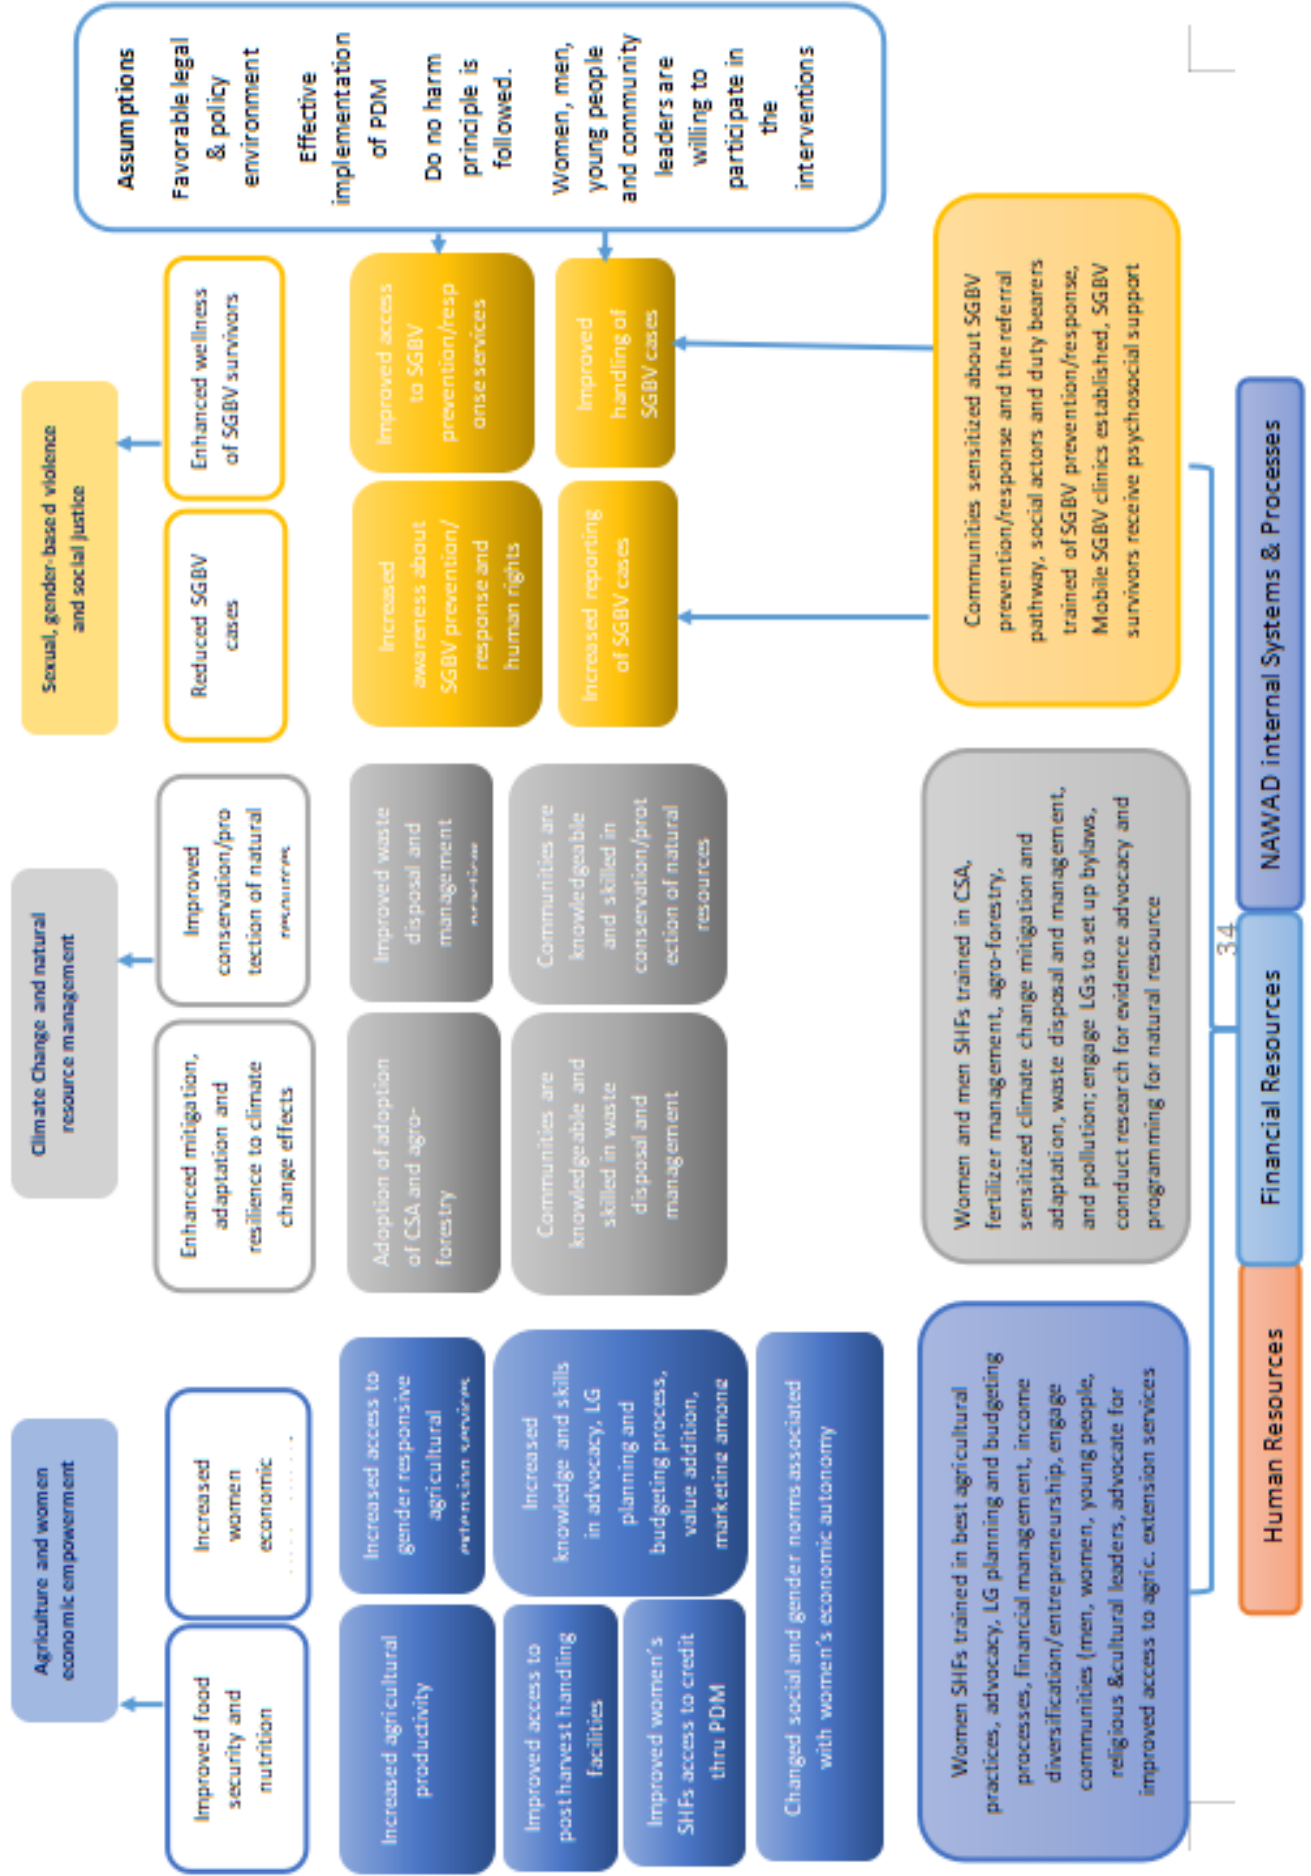 Agriculture and women
economic empowerment
Climate Change and natural
resource management
Sexual, gender-based violence
and social justice
Improved food
security and
nutrition
Increased
women
economic
Enhanced mitigation,
adaptation and
resilience to climate
change effects
Improved
conservation/pro
tection of natural
resources
Reduced SGBV
cases
Enhanced wellness
of SGBV survivors
Assumptions
Favorable legal
& policy
environment
Effective
implementation
of PDM
Do no harm
principle is
followed.
Women, men,
young people
and community
leaders are
willing to
participate in
the
interventions
Increased agricultural
productivity
Increased access to
gender responsive
agricultural
extension services
Adoption of adoption
of CSA and agro-
forestry
Improved waste
disposal and
management
Increased
awareness about
SGBV prevention/
response and
human rights
Improved access
to SGBV
prevention/resp
onse services
Improved access to
postharvest handling
facilities
Improved women's
SHFs access to credit
thru PDM
Increased
knowledge and skills
in advocacy, LG
planning and
budgeting process,
value addition,
marketing among
Communities are
knowledgeable and
skilled in waste
disposal and
management
Communities are
knowledgeable
and skilled in
conservation/prot
ection of natural
resources
Increased reporting
of SGBV cases
Improved
handling of
SGBV cases
Changed social and gender norms associated
with women's economic autonomy
Women SHFs trained in best agricultural
practices, advocacy, LG planning and budgeting
processes, financial management, income
diversification/entrepreneurship, engage
communities (men, women, young people,
religious &cultural leaders, advocate for
improved access to agric. extension services
Women and men SHFs trained in CSA,
fertilizer management, agro-forestry,
sensitized climate change mitigation and
adaptation, waste disposal and management,
and pollution; engage LGs to set up bylaws,
conduct research for evidence advocacy and
programming for natural resource
Communities sensitized about SGBV
prevention/response and the referral
pathway, social actors and duty bearers
trained of SGBV prevention/response,
Mobile SGBV clinics established, SGBV
survivors receive psychosocial support
34
Human Resources
Financial Resources
NAWAD internal Systems & Processes